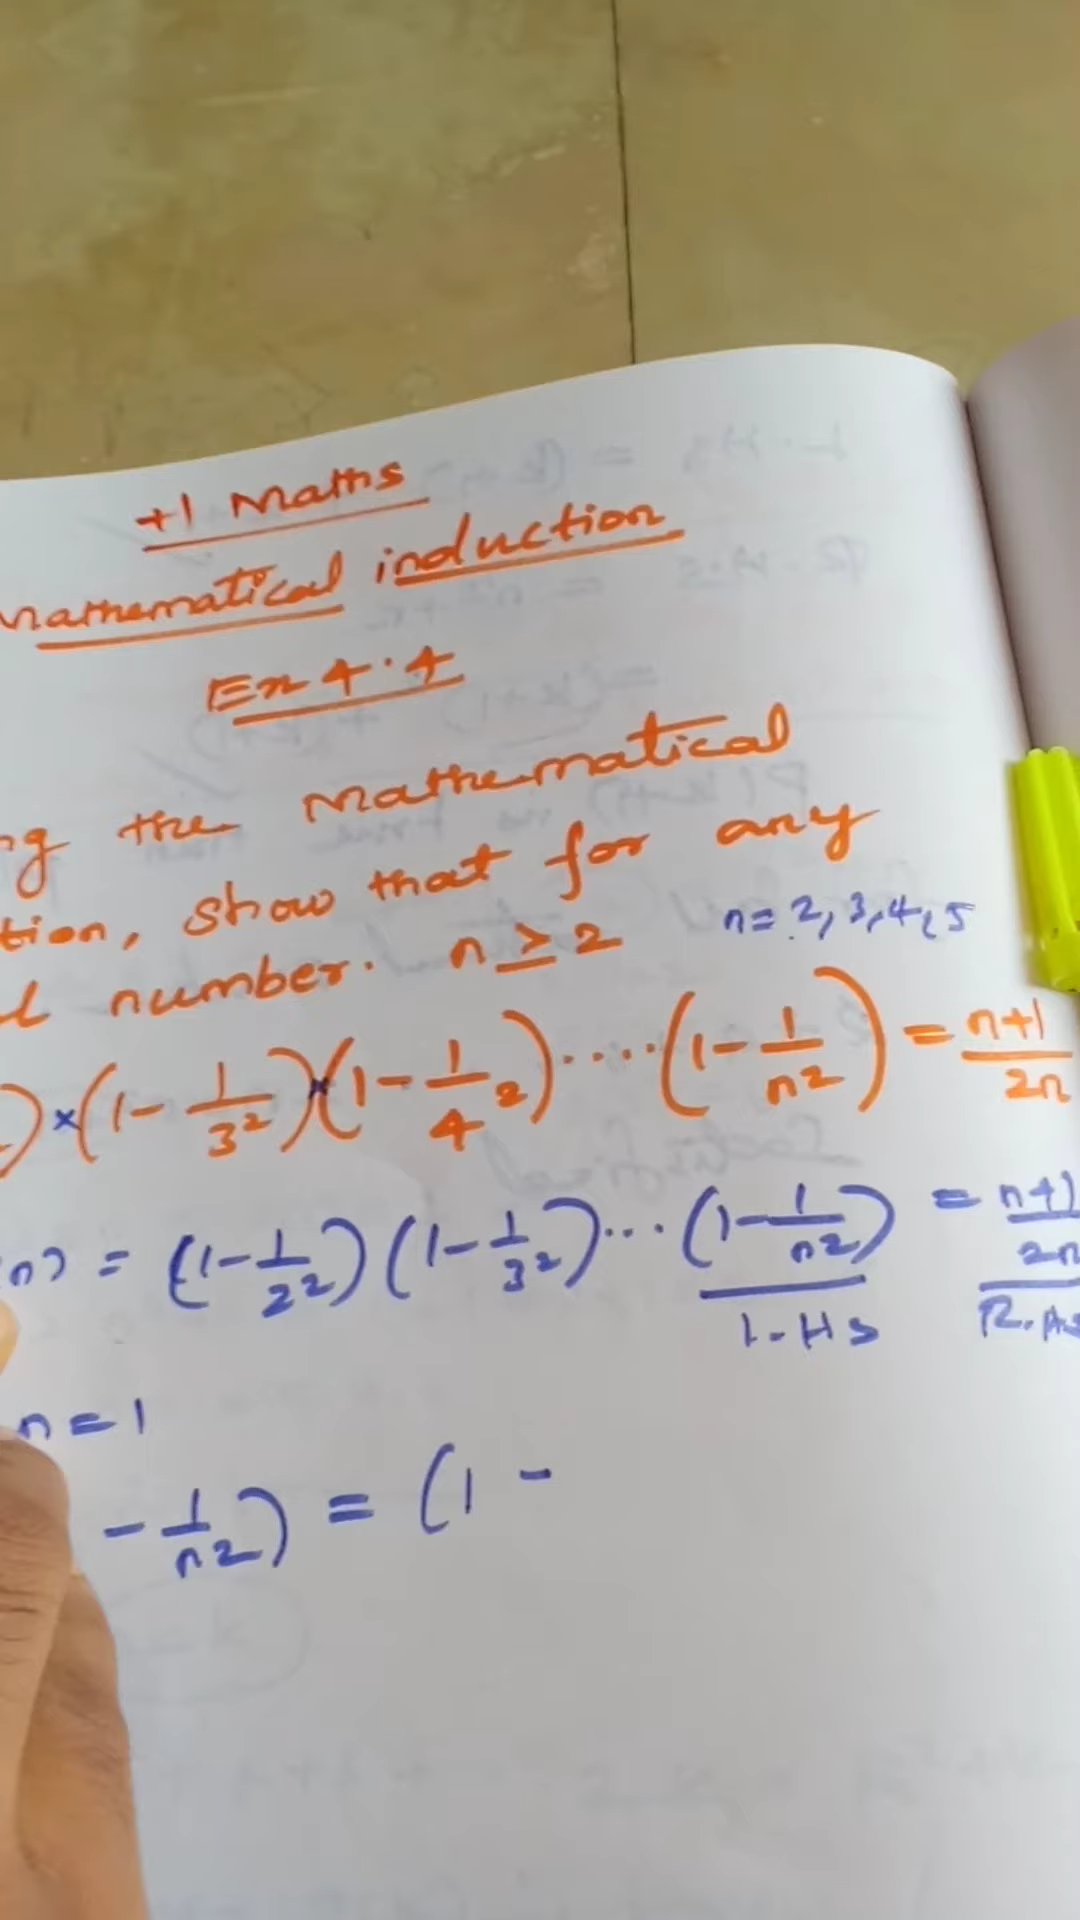 +1 Maths
Mathematical induction
Ex 4.4
the Mathematical
tion, show that for any
number. n ≥ 2 n = 2, 3, 4, 5
) × (1 - 1/3²) × (1 - 1/4²) .... (1 - 1/n²) = n+1/2n
(n) = (1 - 1/2²) (1 - 1/3²) ... (1 - 1/n²) = n+1/2n
L.HS R.HS
n = 1
- 1/n²) = (1 -